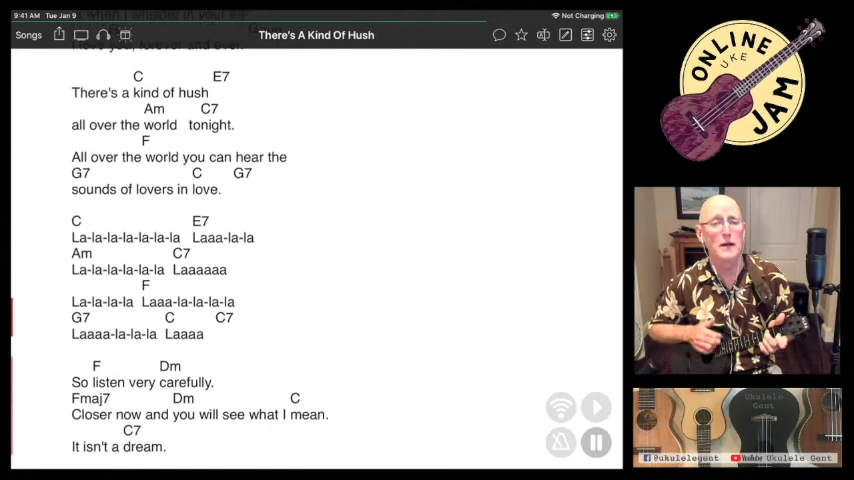 9:41 AM Tue Jan 9
Not Charging
Songs
There's A Kind Of Hush
I love you, forever and ever.
C E7
There's a kind of hush
Am C7
all over the world tonight.
F
All over the world you can hear the
G7 C G7
sounds of lovers in love.
C E7
La-la-la-la-la-la-la Laaa-la-la
Am C7
La-la-la-la-la-la Laaaaaa
F
La-la-la-la Laaa-la-la-la-la
G7 C C7
Laaaa-la-la-la Laaaa
F Dm
So listen very carefully.
Fmaj7 Dm C
Closer now and you will see what I mean.
C7
It isn't a dream.
ONLINE
UKE
JAM
Ukulele
Gent
@ukulelegent
Ukulele Gent